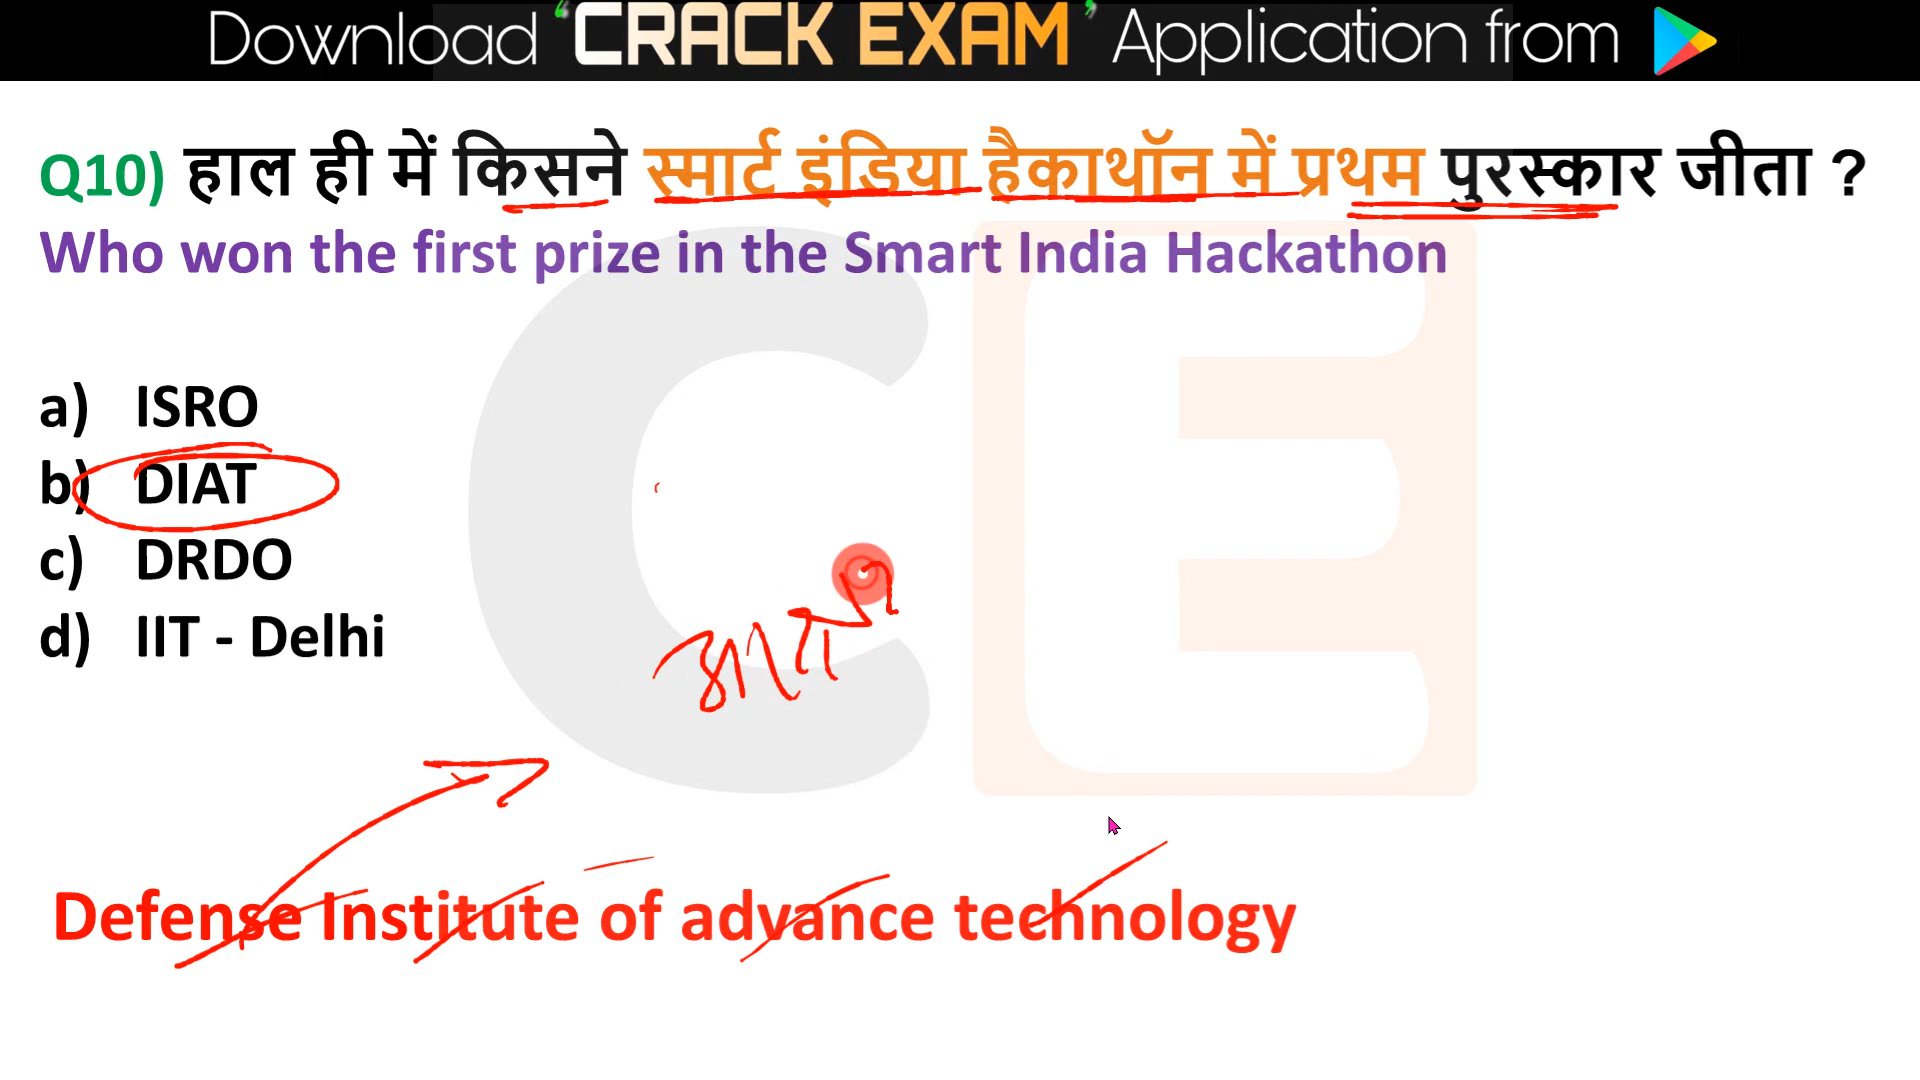 Download 'CRACK EXAM' Application from
Q10) हाल ही में किसने स्मार्ट इंडिया हैकाथॉन में प्रथम पुरस्कार जीता ?
Who won the first prize in the Smart India Hackathon
a) ISRO
b) DIAT
c) DRDO
d) IIT - Delhi
Defense Institute of advance technology
CE